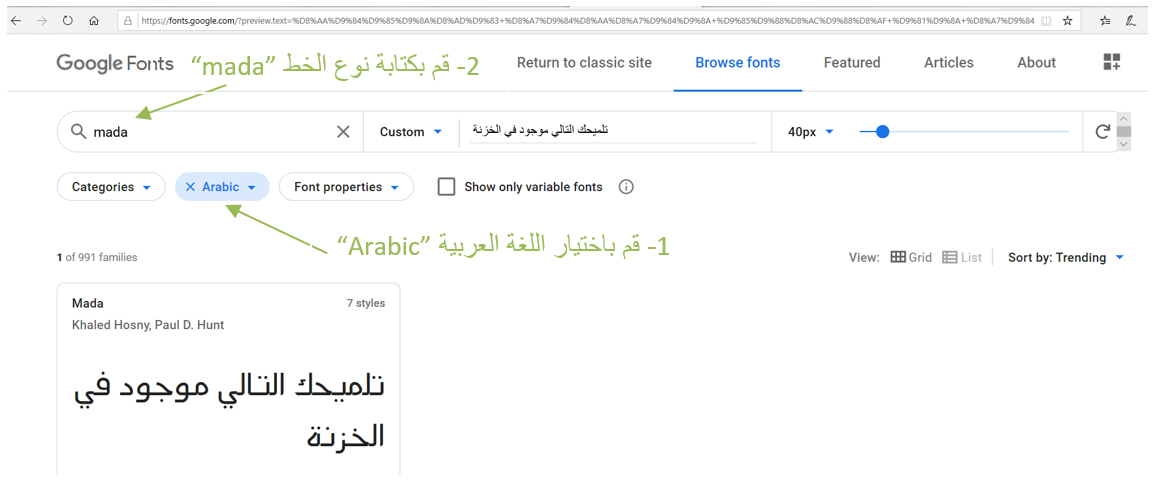 https://fonts.google.com/?preview.text=%D8%AA%D9%84%D9%85%D9%8A%D8%AD%D9%83+%D8%A7%D9%84%D8%AA%D8%A7%D9%84%D9%8A+%D9%85%D9%88%D8%AC%D9%88%D8%AF+%D9%81%D9%8A+%D8%A7%D9%84
Google Fonts
2- قم بكتابة نوع الخط “mada”
Return to classic site
Browse fonts
Featured
Articles
About
mada
Custom
تلميحك التالي موجود في الخزنة
40px
Categories
Arabic
Font properties
Show only variable fonts
1- قم باختيار اللغة العربية “Arabic”
1 of 991 families
View:
Grid
List
Sort by: Trending
Mada
7 styles
Khaled Hosny, Paul D. Hunt
تلميحك التالي موجود في
الخزنة